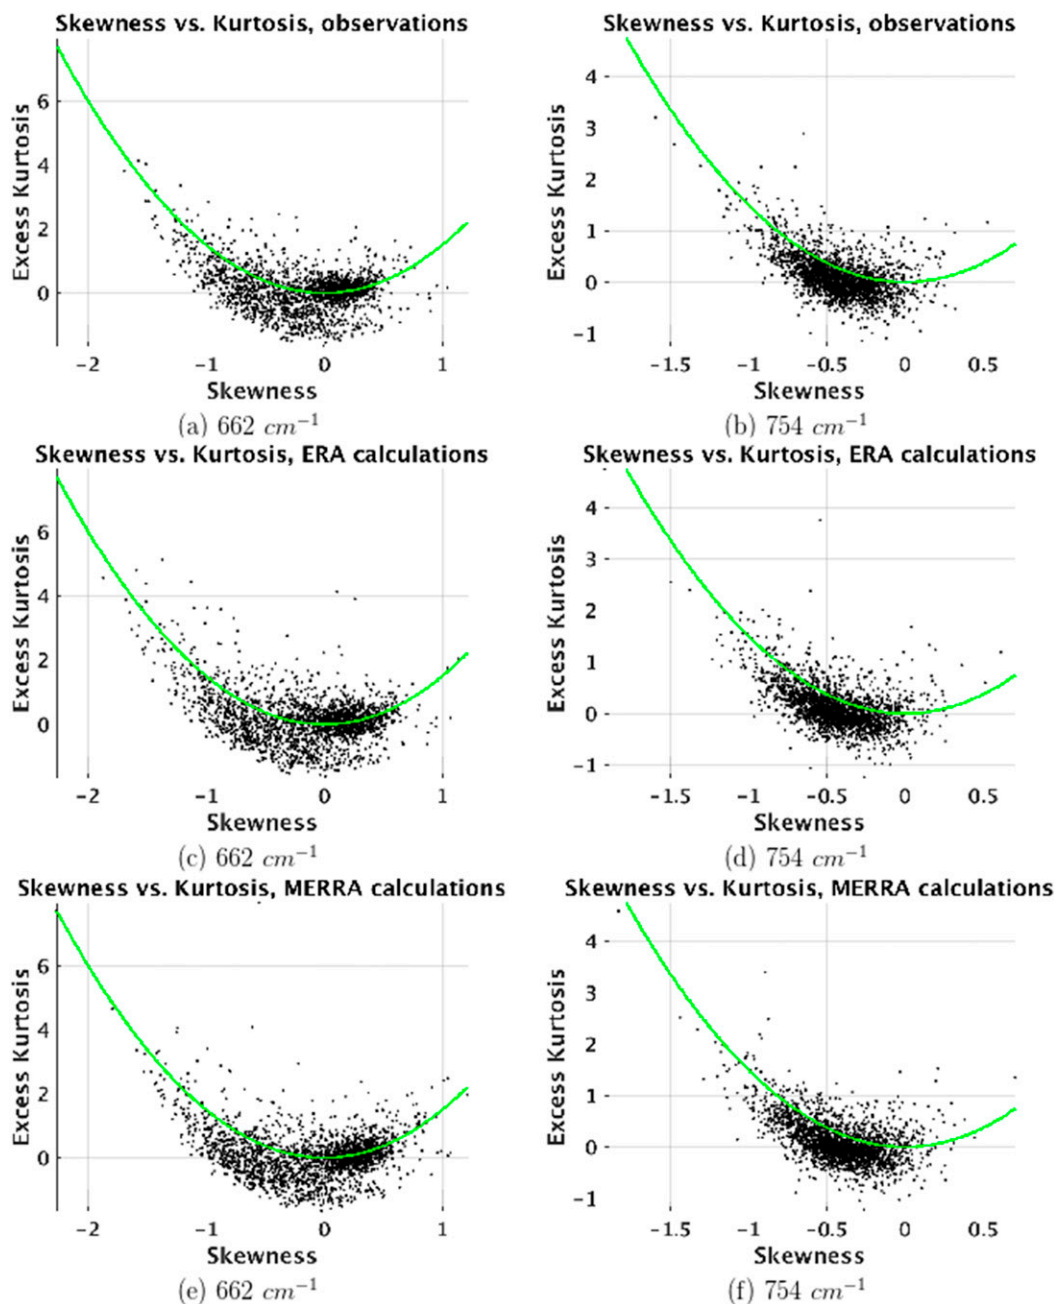 Skewness vs. Kurtosis, observations
Excess Kurtosis
6
4
2
0
−2 −1 0 1
Skewness
(a) 662 cm⁻¹
Skewness vs. Kurtosis, observations
Excess Kurtosis
4
3
2
1
0
−1
−1.5 −1 −0.5 0 0.5
Skewness
(b) 754 cm⁻¹
Skewness vs. Kurtosis, ERA calculations
Excess Kurtosis
6
4
2
0
−2 −1 0 1
Skewness
(c) 662 cm⁻¹
Skewness vs. Kurtosis, ERA calculations
Excess Kurtosis
4
3
2
1
0
−1
−1.5 −1 −0.5 0 0.5
Skewness
(d) 754 cm⁻¹
Skewness vs. Kurtosis, MERRA calculations
Excess Kurtosis
6
4
2
0
−2 −1 0 1
Skewness
(e) 662 cm⁻¹
Skewness vs. Kurtosis, MERRA calculations
Excess Kurtosis
4
3
2
1
0
−1
−1.5 −1 −0.5 0 0.5
Skewness
(f) 754 cm⁻¹